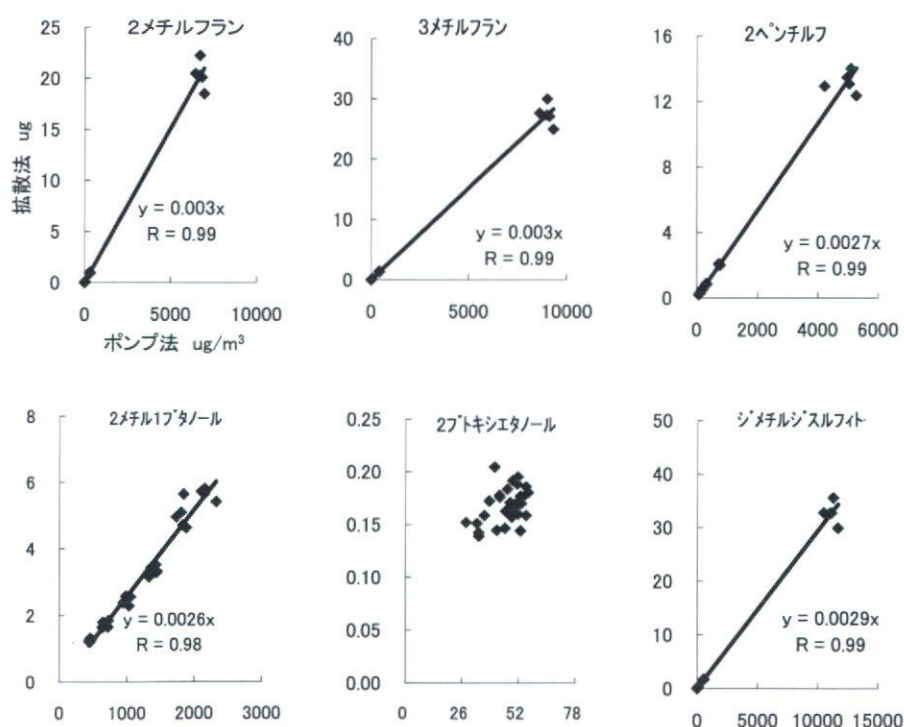 2メチルフラン
25
20
15
10
5
0
拡散法 ug
y = 0.003x
R = 0.99
0 5000 10000
ポンプ法 ug/m³
3メチルフラン
40
30
20
10
0
y = 0.003x
R = 0.99
0 5000 10000
2ペンチルフ
16
12
8
4
0
y = 0.0027x
R = 0.99
0 2000 4000 6000
2メチル1ブタノール
8
6
4
2
0
y = 0.0026x
R = 0.98
0 1000 2000 3000
2ブトキシエタノール
0.25
0.20
0.15
0.10
0.05
0.00
0 26 52 78
ジメチルジスルフィト
50
40
30
20
10
0
y = 0.0029x
R = 0.99
0 5000 10000 15000